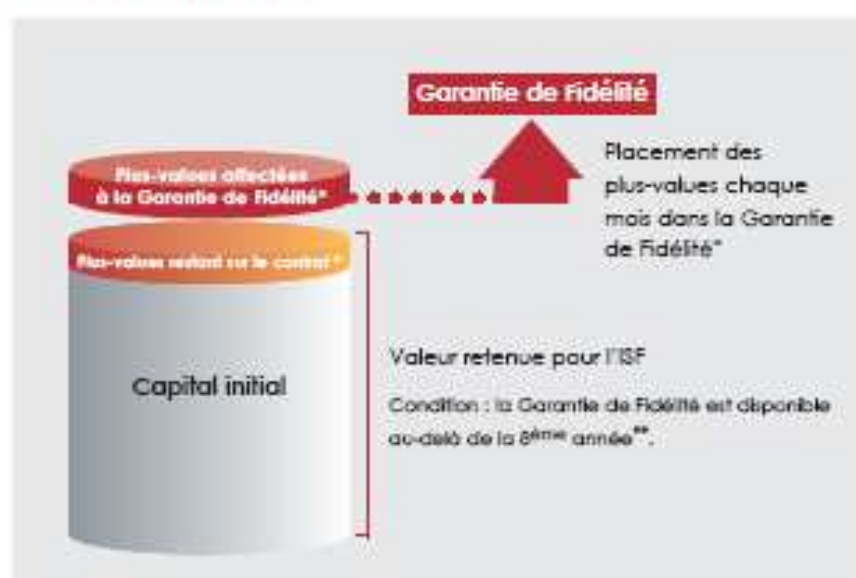 Garantie de Fidélité
Plus-values affectées
à la Garantie de Fidélité*
Placement des
plus-values chaque
mois dans la Garantie
de Fidélité*
Plus-values restant sur le contrat *
Capital initial
Valeur retenue pour l'ISF
Condition : la Garantie de Fidélité est disponible
au-delà de la 8ème année**.